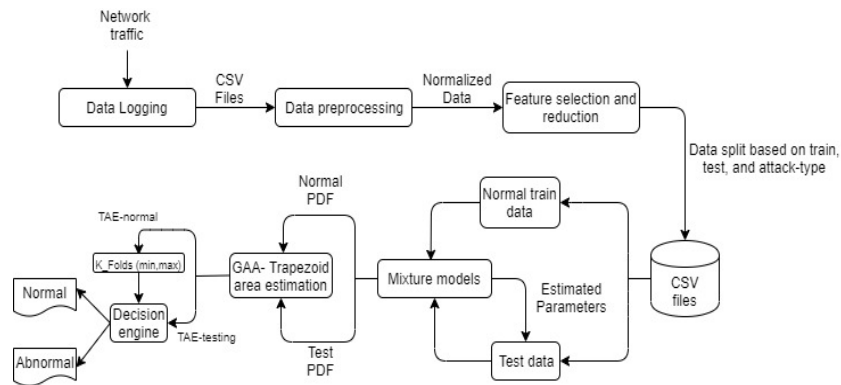 Network
traffic
Data Logging
CSV
Files
Data preprocessing
Normalized
Data
Feature selection and
reduction
Data split based on train,
test, and attack-type
CSV
files
Normal train
data
Estimated
Parameters
Test data
Mixture models
Normal
PDF
Test
PDF
GAA- Trapezoid
area estimation
TAE-normal
K_Folds (min,max)
TAE-testing
Decision
engine
Normal
Abnormal